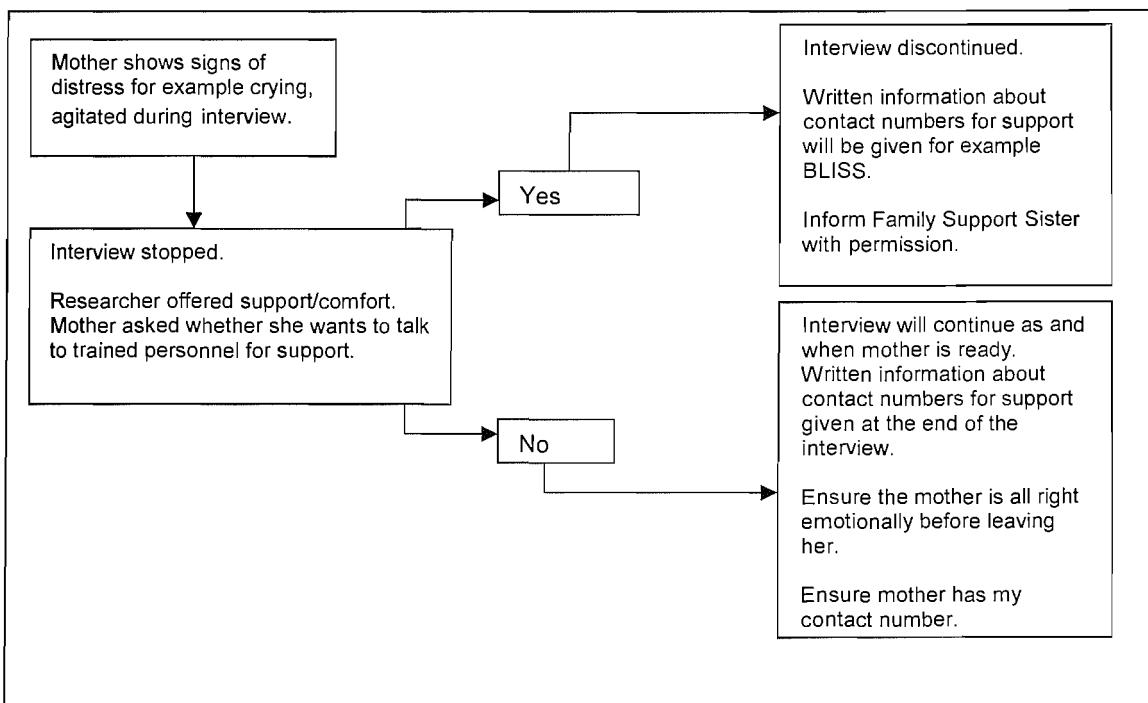 Mother shows signs of
distress for example crying,
agitated during interview.
Interview stopped.
Researcher offered support/comfort.
Mother asked whether she wants to talk
to trained personnel for support.
Yes
No
Interview discontinued.
Written information about
contact numbers for support
will be given for example
BLISS.
Inform Family Support Sister
with permission.
Interview will continue as and
when mother is ready.
Written information about
contact numbers for support
given at the end of the
interview.
Ensure the mother is all right
emotionally before leaving
her.
Ensure mother has my
contact number.